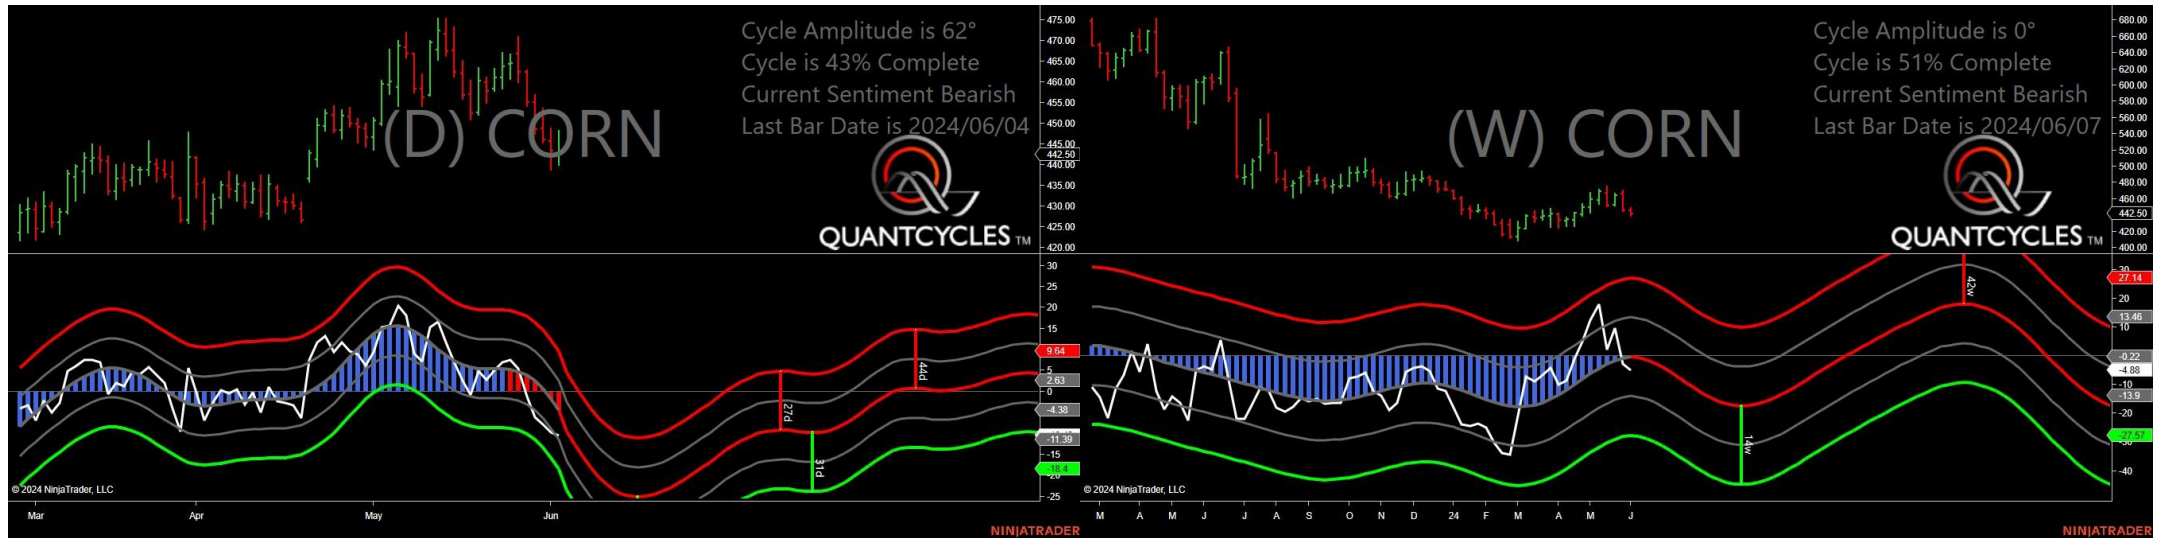 Cycle Amplitude is 62°
Cycle is 43% Complete
Current Sentiment Bearish
Last Bar Date is 2024/06/04
(D) CORN
QUANTCYCLES TM
475.00
470.00
465.00
460.00
455.00
450.00
445.00
442.50
440.00
435.00
430.00
425.00
420.00
30
25
20
15
9.64
5
2.63
0
-4.38
-11.39
-15
-18.4
-20
-25
27d
31d
44d
© 2024 NinjaTrader, LLC
Mar Apr May Jun
NINJATRADER
Cycle Amplitude is 0°
Cycle is 51% Complete
Current Sentiment Bearish
Last Bar Date is 2024/06/07
(W) CORN
QUANTCYCLES TM
680.00
660.00
640.00
620.00
600.00
580.00
560.00
540.00
520.00
500.00
480.00
460.00
442.50
420.00
400.00
30
27.14
20
13.46
10
-0.22
-4.88
-10
-13.9
-20
-27.57
-40
14w
42w
© 2024 NinjaTrader, LLC
M A M J J A S O N D 24 F M A M J
NINJATRADER